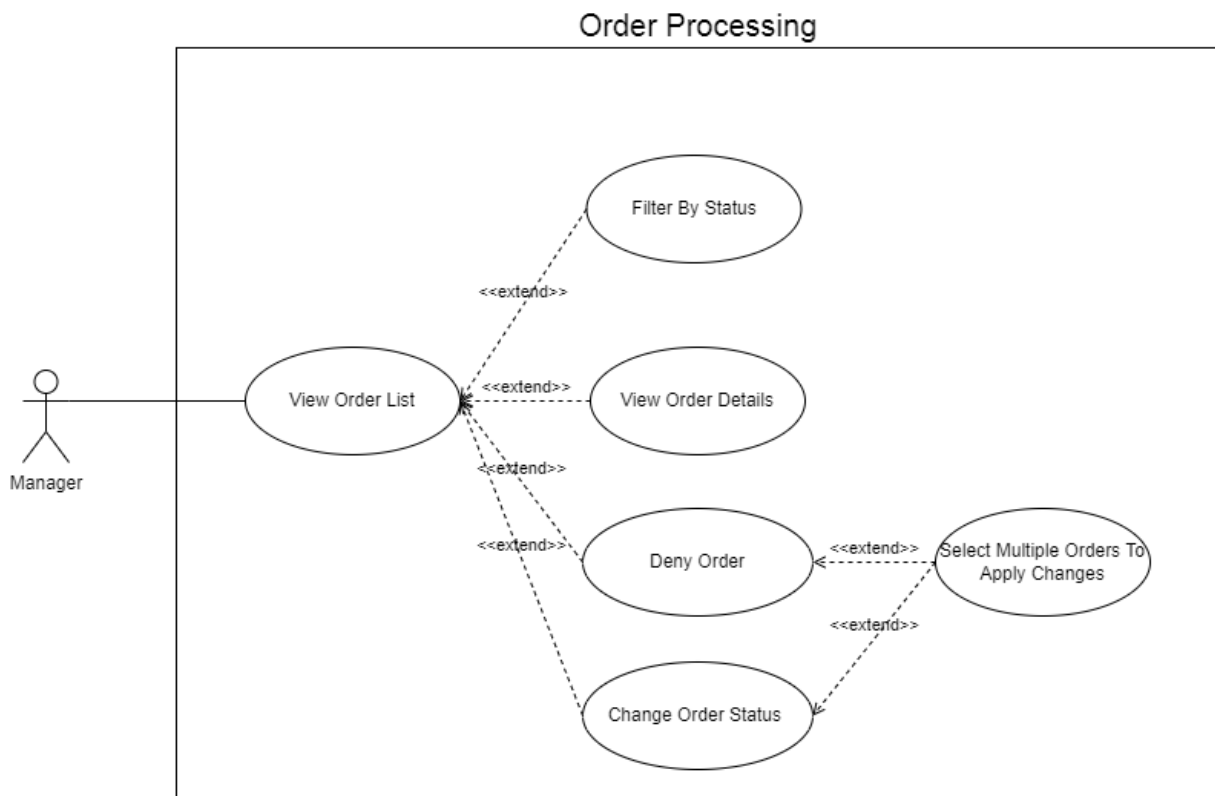 Order Processing
Filter By Status
<<extend>>
View Order List
<<extend>>
View Order Details
Manager
<<extend>>
<<extend>>
Deny Order
<<extend>>
Select Multiple Orders To
Apply Changes
<<extend>>
Change Order Status